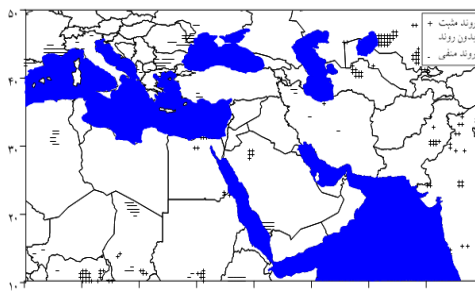 ۵۰
+ روند مثبت
بدون روند
- روند منفی
۴۰
۳۰
۲۰
۱۰